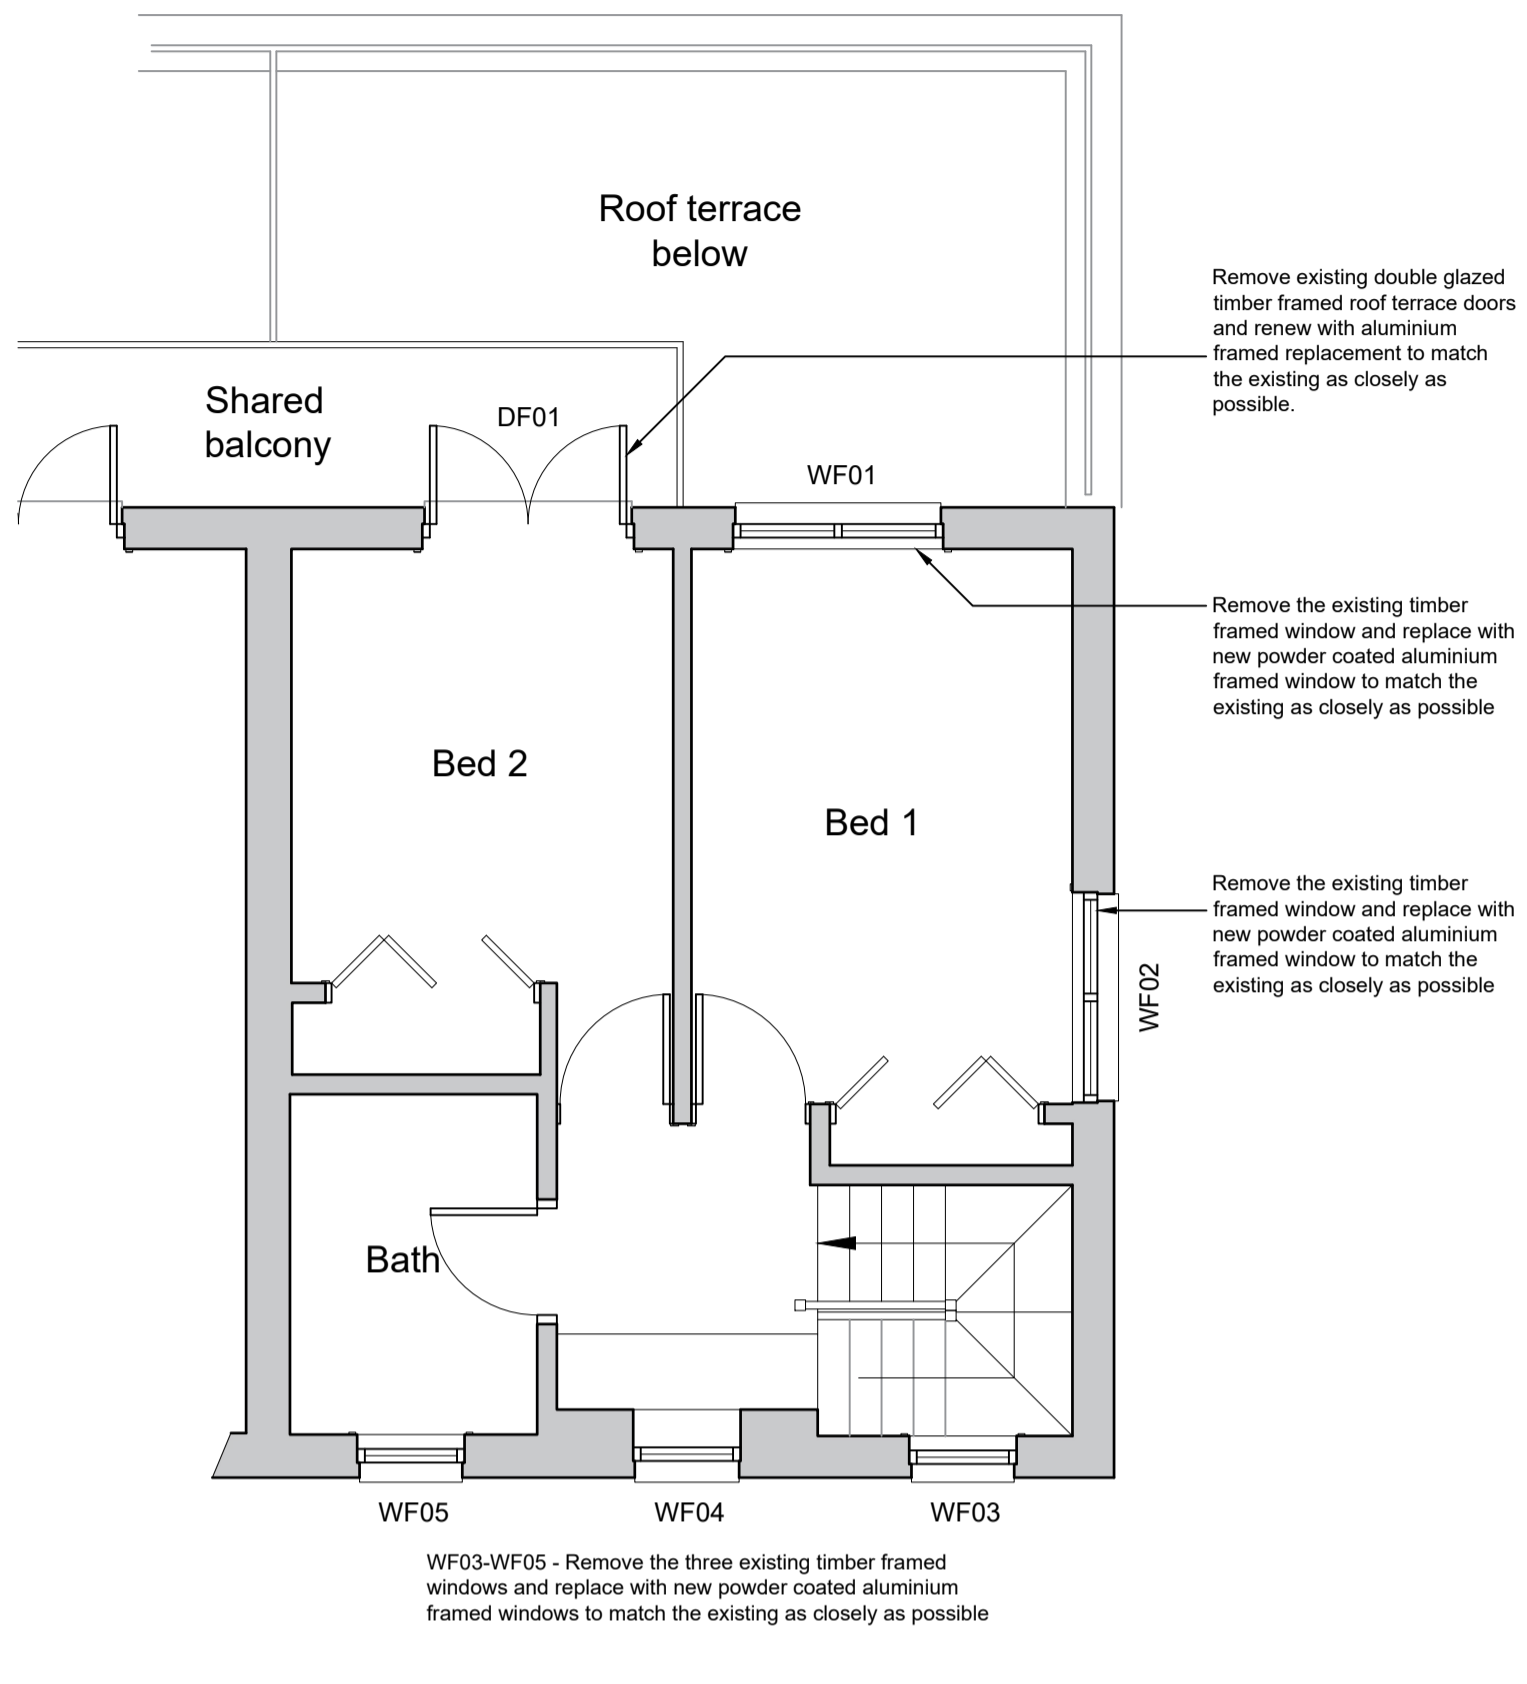 Roof terrace
below
Remove existing double glazed
timber framed roof terrace doors
and renew with aluminium
framed replacement to match
the existing as closely as
possible.
Shared
balcony
DF01
WF01
Remove the existing timber
framed window and replace with
new powder coated aluminium
framed window to match the
existing as closely as possible
Bed 2
Bed 1
Remove the existing timber
framed window and replace with
new powder coated aluminium
framed window to match the
existing as closely as possible
WF02
Bath
WF05
WF04
WF03
WF03-WF05 - Remove the three existing timber framed
windows and replace with new powder coated aluminium
framed windows to match the existing as closely as possible